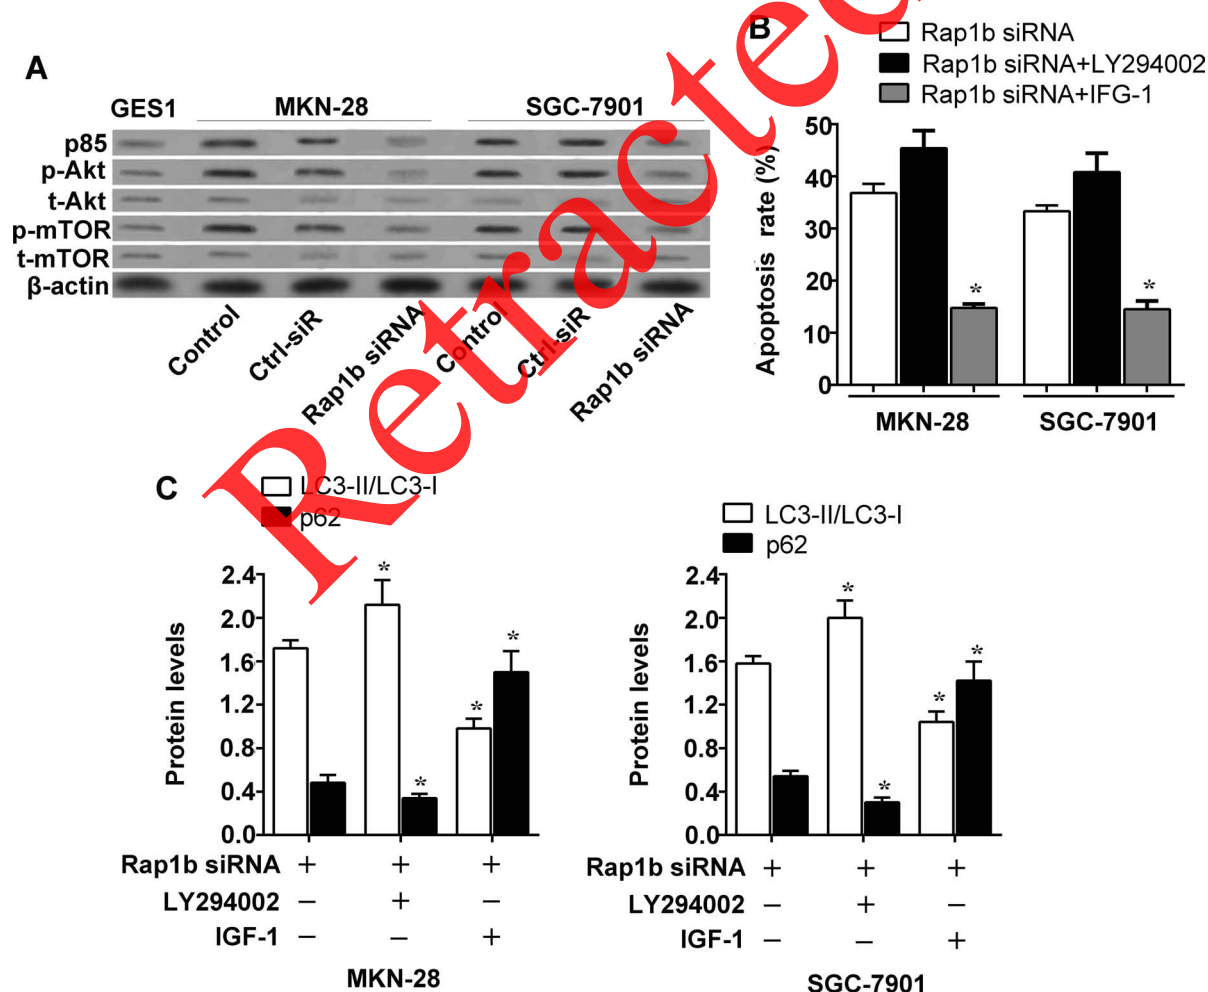 A
GES1 MKN-28 SGC-7901
p85
p-Akt
t-Akt
p-mTOR
t-mTOR
β-actin
Control Ctrl-siR Rap1b siRNA Control Ctrl-siR Rap1b siRNA
B
Rap1b siRNA
Rap1b siRNA+LY294002
Rap1b siRNA+IFG-1
Apoptosis rate (%)
50
40
30
20
10
0
* *
MKN-28 SGC-7901
C
LC3-II/LC3-I
p62
Protein levels
2.4
2.0
1.6
1.2
0.8
0.4
0.0
* * * *
Rap1b siRNA + + +
LY294002 − + −
IGF-1 − − +
MKN-28
LC3-II/LC3-I
p62
Protein levels
2.4
2.0
1.6
1.2
0.8
0.4
0.0
* * * *
Rap1b siRNA + + +
LY294002 − + −
IGF-1 − − +
SGC-7901
Retracte